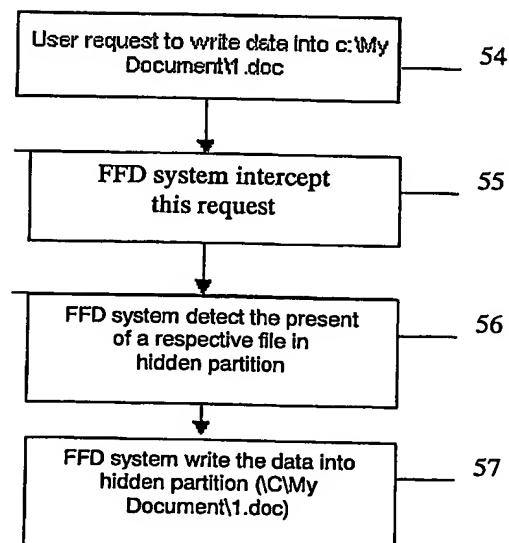 User request to write data into c:\My
Document\1.doc
54
FFD system intercept
this request
55
FFD system detect the present
of a respective file in
hidden partition
56
FFD system write the data into
hidden partition (\C\My
Document\1.doc)
57